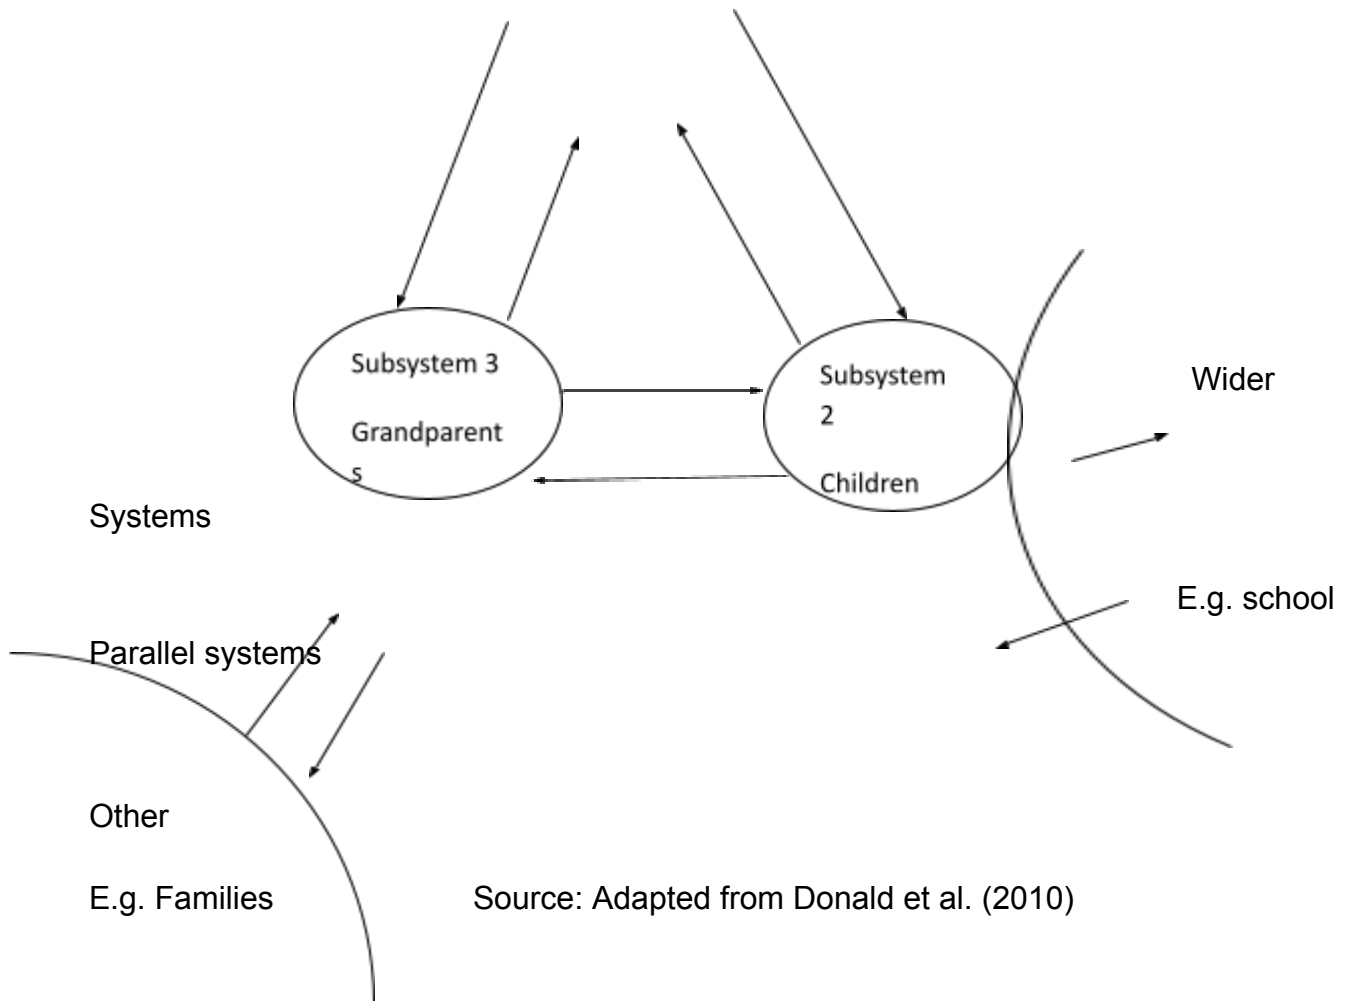 Subsystem 3
Grandparent
s
Subsystem
2
Children
Wider
Systems
E.g. school
Parallel systems
Other
E.g. Families
Source: Adapted from Donald et al. (2010)